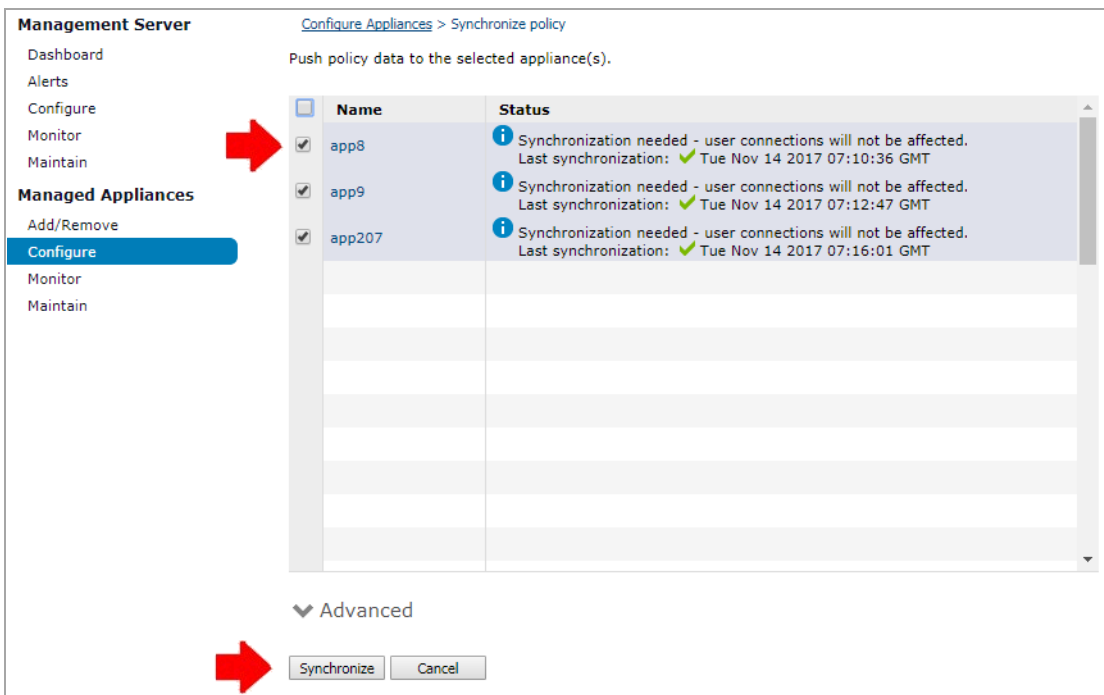 Management Server
Dashboard
Alerts
Configure
Monitor
Maintain
Managed Appliances
Add/Remove
Configure
Monitor
Maintain
Configure Appliances > Synchronize policy
Push policy data to the selected appliance(s).
Name Status
app8
Synchronization needed - user connections will not be affected.
Last synchronization: Tue Nov 14 2017 07:10:36 GMT
app9
Synchronization needed - user connections will not be affected.
Last synchronization: Tue Nov 14 2017 07:12:47 GMT
app207
Synchronization needed - user connections will not be affected.
Last synchronization: Tue Nov 14 2017 07:16:01 GMT
Advanced
Synchronize Cancel